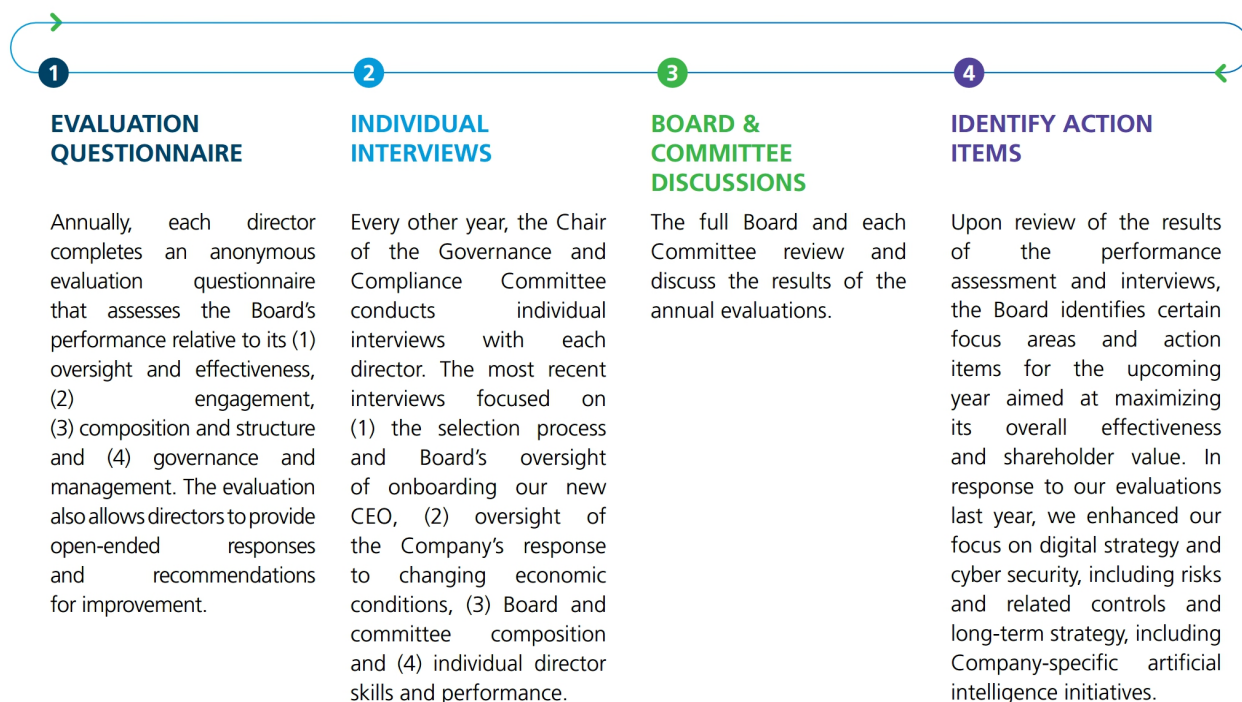 1
EVALUATION
QUESTIONNAIRE
Annually, each director
completes an anonymous
evaluation questionnaire
that assesses the Board’s
performance relative to its (1)
oversight and effectiveness,
(2) engagement,
(3) composition and structure
and (4) governance and
management. The evaluation
also allows directors to provide
open-ended responses
and recommendations
for improvement.
2
INDIVIDUAL
INTERVIEWS
Every other year, the Chair
of the Governance and
Compliance Committee
conducts individual
interviews with each
director. The most recent
interviews focused on
(1) the selection process
and Board’s oversight
of onboarding our new
CEO, (2) oversight of
the Company’s response
to changing economic
conditions, (3) Board and
committee composition
and (4) individual director
skills and performance.
3
BOARD &
COMMITTEE
DISCUSSIONS
The full Board and each
Committee review and
discuss the results of the
annual evaluations.
4
IDENTIFY ACTION
ITEMS
Upon review of the results
of the performance
assessment and interviews,
the Board identifies certain
focus areas and action
items for the upcoming
year aimed at maximizing
its overall effectiveness
and shareholder value. In
response to our evaluations
last year, we enhanced our
focus on digital strategy and
cyber security, including risks
and related controls and
long-term strategy, including
Company-specific artificial
intelligence initiatives.